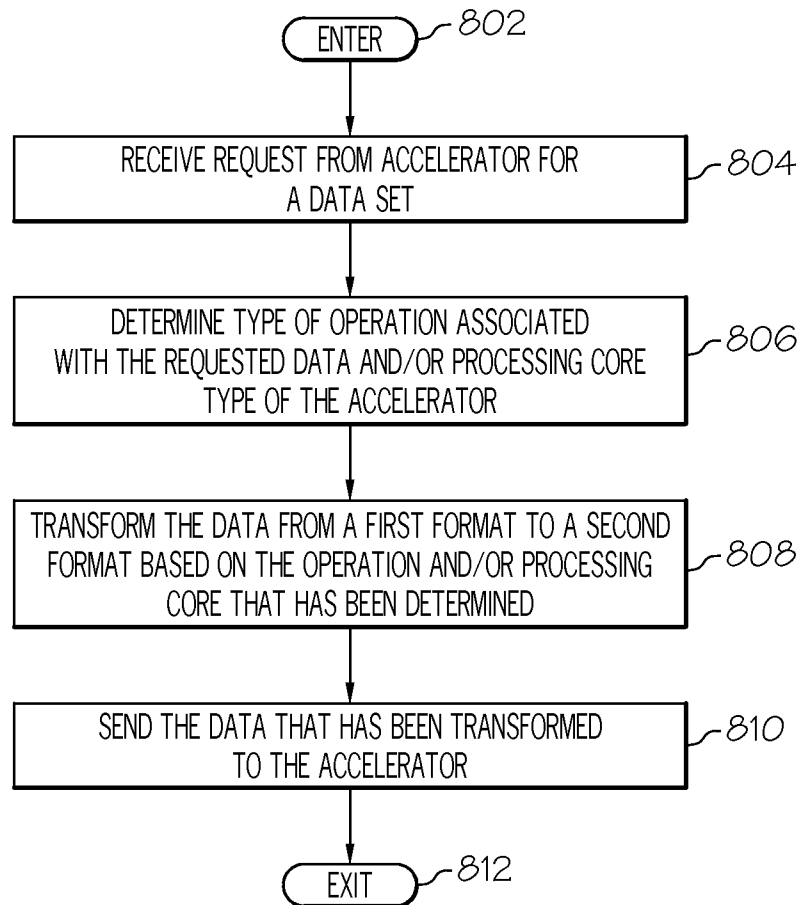 ENTER
802
RECEIVE REQUEST FROM ACCELERATOR FOR
A DATA SET
804
DETERMINE TYPE OF OPERATION ASSOCIATED
WITH THE REQUESTED DATA AND/OR PROCESSING CORE
TYPE OF THE ACCELERATOR
806
TRANSFORM THE DATA FROM A FIRST FORMAT TO A SECOND
FORMAT BASED ON THE OPERATION AND/OR PROCESSING
CORE THAT HAS BEEN DETERMINED
808
SEND THE DATA THAT HAS BEEN TRANSFORMED
TO THE ACCELERATOR
810
EXIT
812